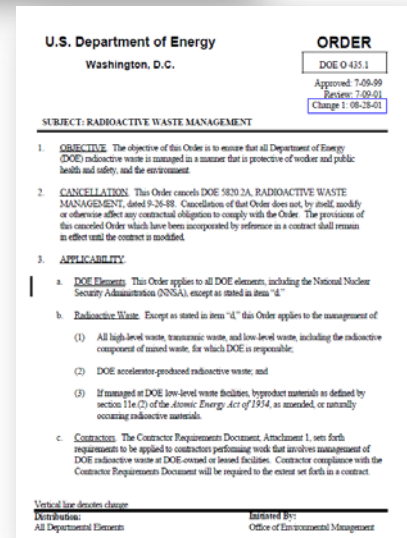 U.S. Department of Energy
ORDER
Washington, D.C.
DOE O 435.1
Approved: 7-09-99
Review: 7-09-01
Change 1: 08-28-01
SUBJECT: RADIOACTIVE WASTE MANAGEMENT
1. OBJECTIVE. The objective of this Order is to ensure that all Department of Energy
(DOE) radioactive waste is managed in a manner that is protective of worker and public
health and safety, and the environment.
2. CANCELLATION. This Order cancels DOE 5820.2A, RADIOACTIVE WASTE
MANAGEMENT, dated 9-26-88. Cancellation of that Order does not, by itself, modify
or otherwise affect any contractual obligation to comply with the Order. The provisions of
this canceled Order which have been incorporated by reference in a contract shall remain
in effect until the contract is modified.
3. APPLICABILITY.
a. DOE Elements. This Order applies to all DOE elements, including the National Nuclear
Security Administration (NNSA), except as stated in item "d."
b. Radioactive Waste. Except as stated in item "d", this Order applies to the management of:
(1) All high-level waste, transuranic waste, and low-level waste, including the radioactive
component of mixed waste, for which DOE is responsible;
(2) DOE accelerator-produced radioactive waste; and
(3) If managed at DOE low-level waste facilities, byproduct materials as defined by
section 11e.(2) of the Atomic Energy Act of 1954, as amended, or naturally
occurring radioactive materials.
c. Contractors. The Contractor Requirements Document, Attachment 1, sets forth
requirements to be applied to contractors performing work that involves management of
DOE radioactive waste at DOE-owned or leased facilities. Contractor compliance with the
Contractor Requirements Document will be required to the extent set forth in a contract.
Vertical line denotes change
Distribution: Initiated By:
All Departmental Elements Office of Environmental Management